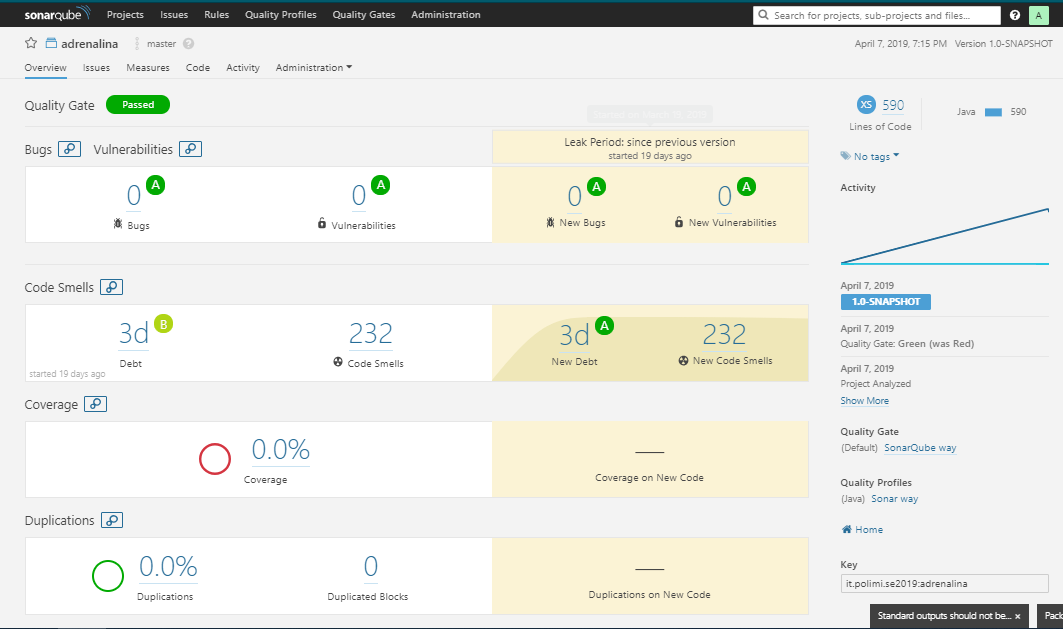 sonarqube Projects Issues Rules Quality Profiles Quality Gates Administration Search for projects, sub-projects and files... ? A
adrenalina master ? April 7, 2019, 7:15 PM Version 1.0-SNAPSHOT
Overview Issues Measures Code Activity Administration
Quality Gate Passed
XS 590
Lines of Code
Java 590
No tags
Bugs Vulnerabilities
Leak Period: since previous version
started 19 days ago
0 A
Bugs
0 A
Vulnerabilities
0 A
New Bugs
0 A
New Vulnerabilities
Code Smells
3d B
Debt
started 19 days ago
232
Code Smells
3d A
New Debt
232
New Code Smells
Coverage
0.0%
Coverage
Coverage on New Code
Duplications
0.0%
Duplications
0
Duplicated Blocks
Duplications on New Code
Activity
April 7, 2019
1.0-SNAPSHOT
April 7, 2019
Quality Gate: Green (was Red)
April 7, 2019
Project Analyzed
Show More
Quality Gate
(Default) SonarQube way
Quality Profiles
(Java) Sonar way
Home
Key
it.polimi.se2019:adrenalina
Standard outputs should not be... × Pack